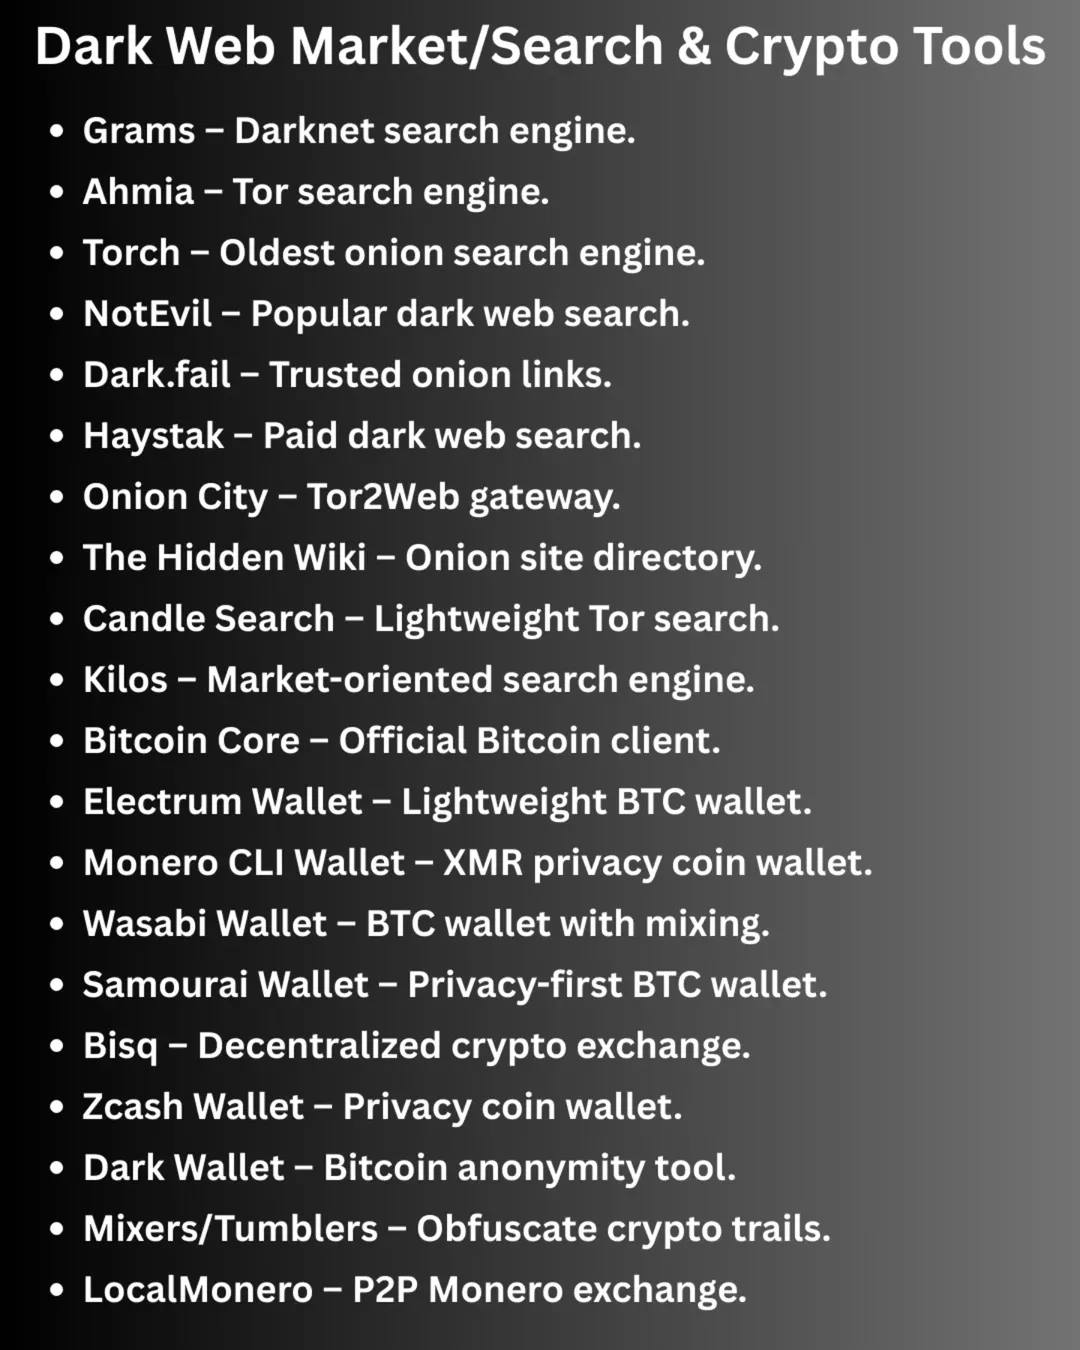 Dark Web Market/Search & Crypto Tools
• Grams – Darknet search engine.
• Ahmia – Tor search engine.
• Torch – Oldest onion search engine.
• NotEvil – Popular dark web search.
• Dark.fail – Trusted onion links.
• Haystak – Paid dark web search.
• Onion City – Tor2Web gateway.
• The Hidden Wiki – Onion site directory.
• Candle Search – Lightweight Tor search.
• Kilos – Market-oriented search engine.
• Bitcoin Core – Official Bitcoin client.
• Electrum Wallet – Lightweight BTC wallet.
• Monero CLI Wallet – XMR privacy coin wallet.
• Wasabi Wallet – BTC wallet with mixing.
• Samourai Wallet – Privacy-first BTC wallet.
• Bisq – Decentralized crypto exchange.
• Zcash Wallet – Privacy coin wallet.
• Dark Wallet – Bitcoin anonymity tool.
• Mixers/Tumblers – Obfuscate crypto trails.
• LocalMonero – P2P Monero exchange.